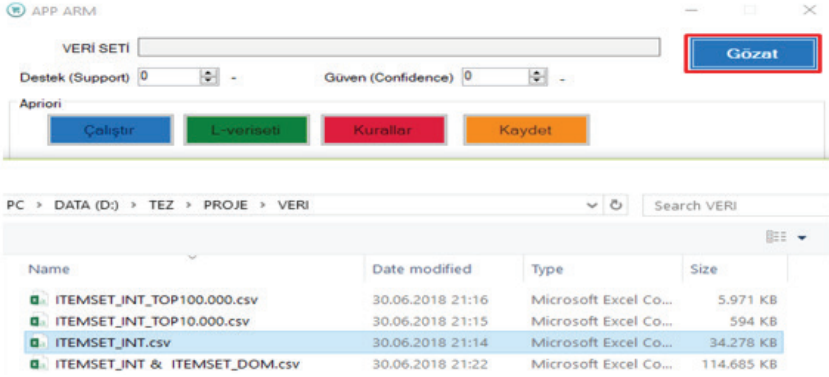 APP ARM
VERİ SETİ
Gözat
Destek (Support) 0 - Güven (Confidence) 0 -
Apriori
Çalıştır L-veriseti Kurallar Kaydet
PC > DATA (D:) > TEZ > PROJE > VERI Search VERI
Name Date modified Type Size
ITEMSET_INT_TOP100.000.csv 30.06.2018 21:16 Microsoft Excel Co... 5.971 KB
ITEMSET_INT_TOP10.000.csv 30.06.2018 21:15 Microsoft Excel Co... 594 KB
ITEMSET_INT.csv 30.06.2018 21:14 Microsoft Excel Co... 34.278 KB
ITEMSET_INT & ITEMSET_DOM.csv 30.06.2018 21:22 Microsoft Excel Co... 114.685 KB